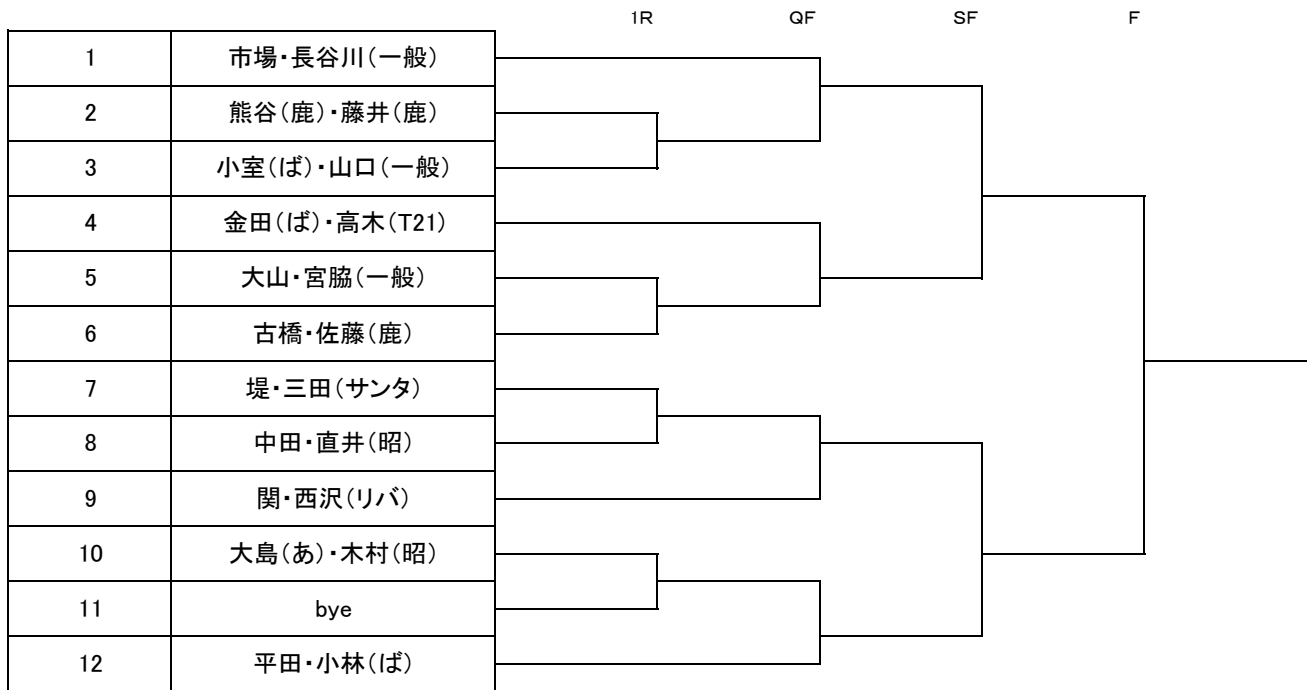 1R QF SF F
1 市場・長谷川(一般)
2 熊谷(鹿)・藤井(鹿)
3 小室(ば)・山口(一般)
4 金田(ば)・高木(T21)
5 大山・宮脇(一般)
6 古橋・佐藤(鹿)
7 堤・三田(サンタ)
8 中田・直井(昭)
9 関・西沢(リバ)
10 大島(あ)・木村(昭)
11 bye
12 平田・小林(ば)